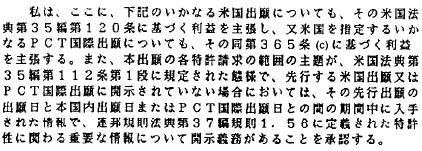 私は、ここに、下記のいかなる米国出願についても、その米国法
典第３５編第１２０条に基づく利益を主張し、又米国を指定するいか
なるＰＣＴ国際出願についても、その同第３６５条(c)に基づく利益
を主張する。また、本出願の各特許請求の範囲の主題が、米国法典第
３５編第１１２条第１段に規定された態様で、先行する米国出願又は
ＰＣＴ国際出願に開示されていない場合においては、その先行出願の
出願日と本国内出願日またはＰＣＴ国際出願日との間の期間中に入手
された情報で、連邦規則法典第３７編規則１．５６に定義された特許
性に関わる重要な情報について開示義務があることを承認する。